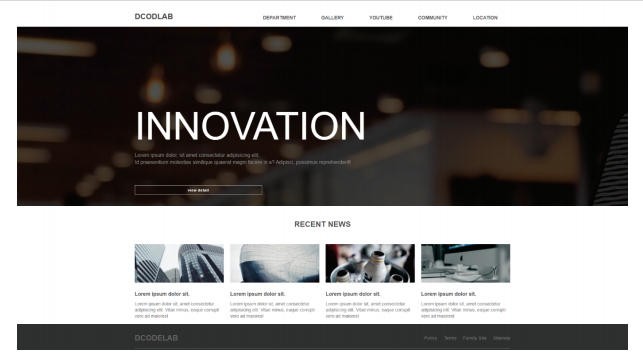 DCODLAB
DEPARTMENT GALLERY YOUTUBE COMMUNITY LOCATION
INNOVATION
Lorem ipsum dolor, sit amet consectetur adipisicing elit.
Id praesentium molestias similique quaerat magni facere in a? Adipisci, possimus reprehenderit!
view detail
RECENT NEWS
Lorem ipsum dolor sit.
Lorem ipsum dolor sit, amet consectetur
adipisicing elit. Vitae minus, eaque corrupti
vero ad maiores!
Lorem ipsum dolor sit.
Lorem ipsum dolor sit, amet consectetur
adipisicing elit. Vitae minus, eaque corrupti
vero ad maiores!
Lorem ipsum dolor sit.
Lorem ipsum dolor sit, amet consectetur
adipisicing elit. Vitae minus, eaque corrupti
vero ad maiores!
Lorem ipsum dolor sit.
Lorem ipsum dolor sit, amet consectetur
adipisicing elit. Vitae minus, eaque corrupti
vero ad maiores!
DCODELAB
Policy Terms Family Site Sitemap